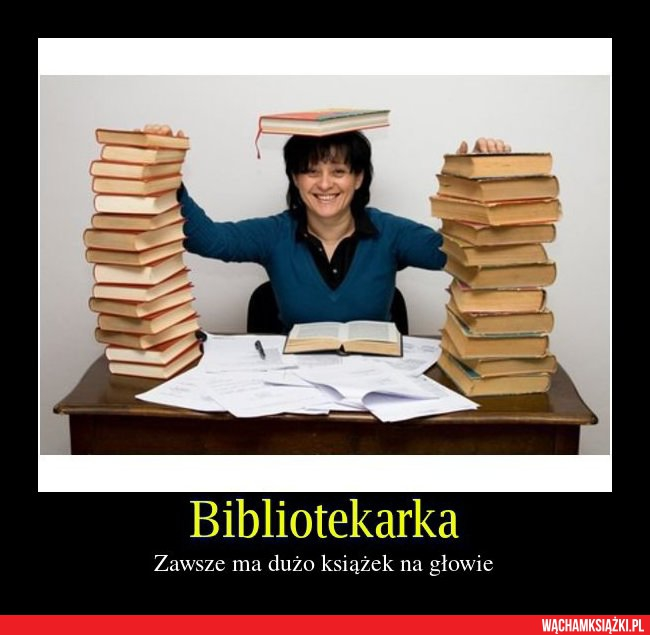 Bibliotekarka
Zawsze ma dużo książek na głowie
WĄCHAMKSIĄŻKI.PL